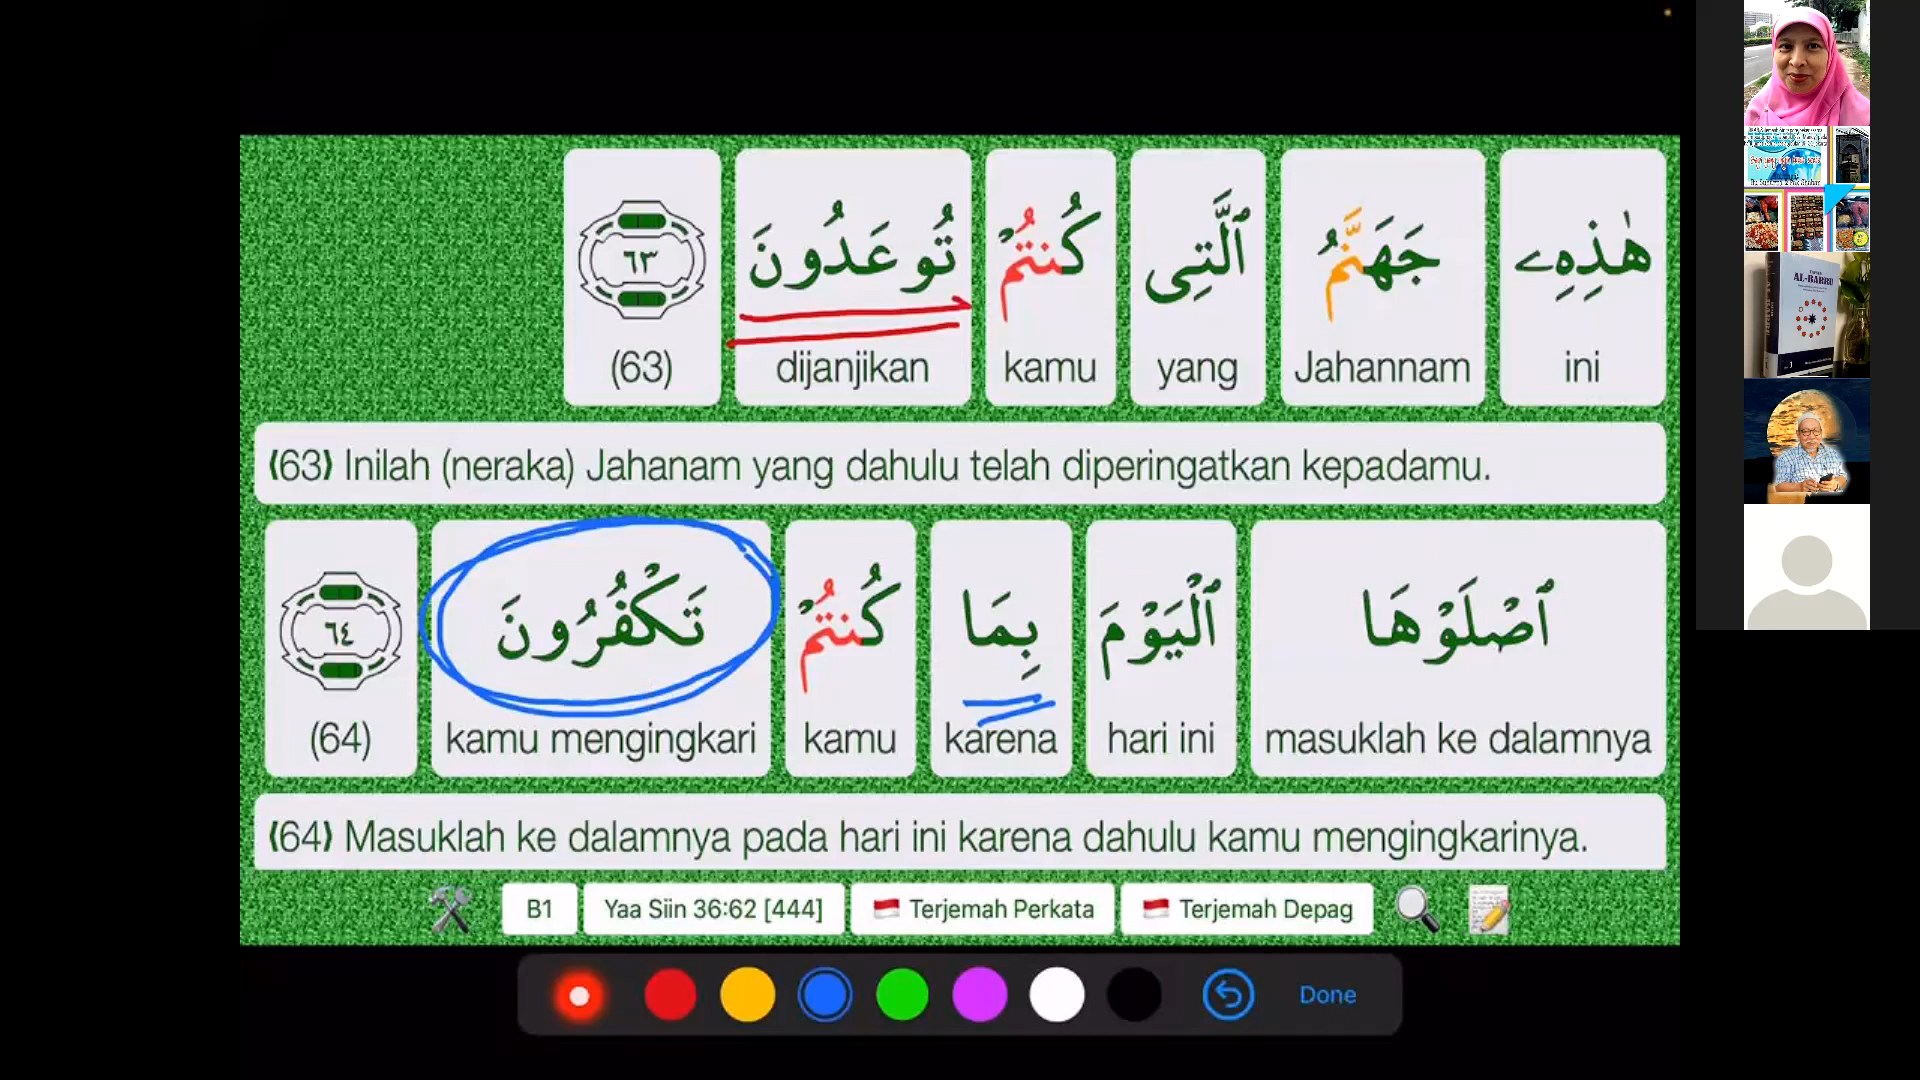 هَٰذِهِۦ جَهَنَّمُ ٱلَّتِى كُنتُمْ تُوعَدُونَ ٦٣
ini Jahannam yang kamu dijanjikan (63)
(63) Inilah (neraka) Jahanam yang dahulu telah diperingatkan kepadamu.
ٱصْلَوْهَا ٱلْيَوْمَ بِمَا كُنتُمْ تَكْفُرُونَ ٦٤
masuklah ke dalamnya hari ini karena kamu kamu mengingkari (64)
(64) Masuklah ke dalamnya pada hari ini karena dahulu kamu mengingkarinya.
B1 Yaa Siin 36:62 [444] Terjemah Perkata Terjemah Depag
Done
AL-BARRU